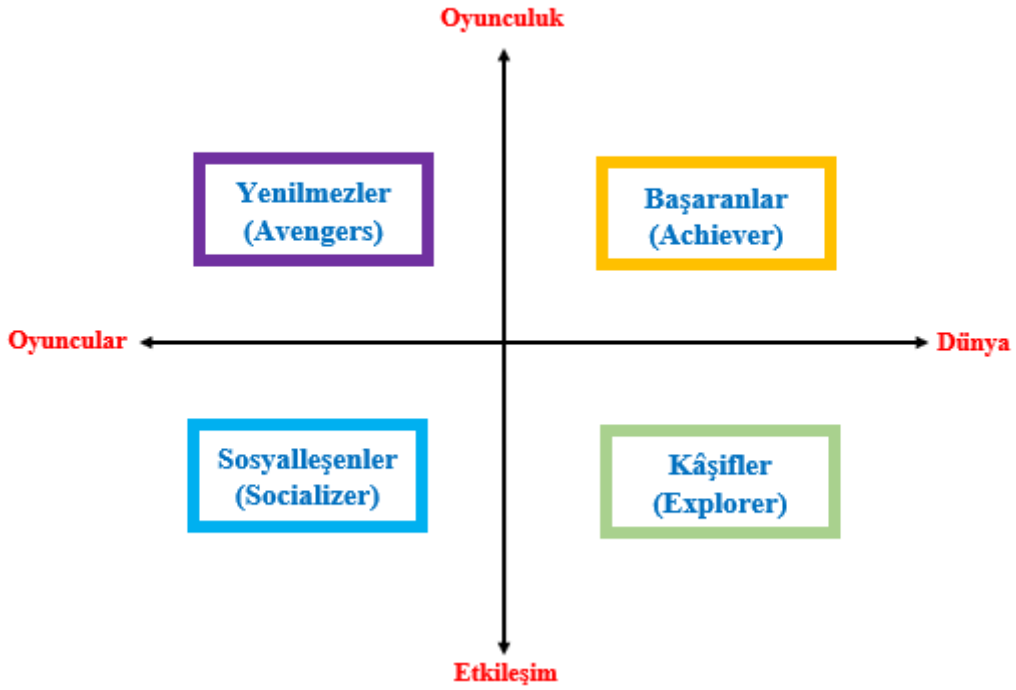 Oyunculuk
Yenilmezler
(Avengers)
Başaranlar
(Achiever)
Oyuncular
Dünya
Sosyalleşenler
(Socializer)
Kâşifler
(Explorer)
Etkileşim